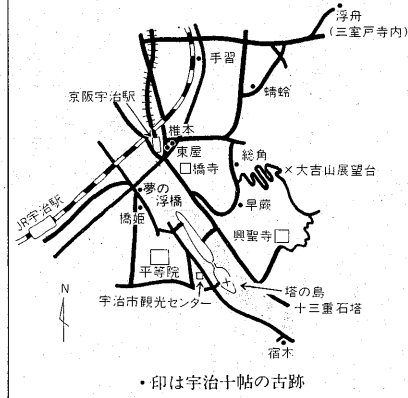 浮舟
(三室戸寺内)
手習
蜻蛉
京阪宇治駅
椎本
東屋
橋寺
総角
大吉山展望台
JR宇治駅
夢の
浮橋
早蕨
橋姫
興聖寺
平等院
塔の島
宇治市観光センター
十三重石塔
N
宿木
・印は宇治十帖の古跡